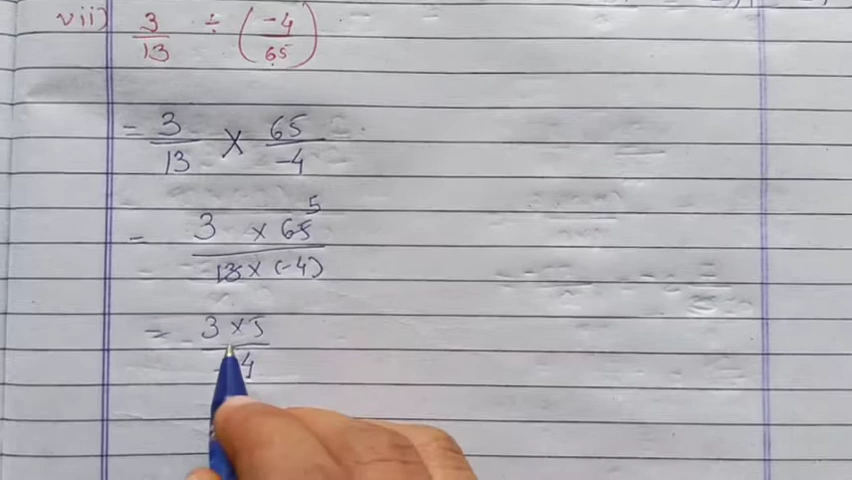 vii) 3/13 ÷ (-4/65)
= 3/13 × 65/-4
= 3 × 65 5 / 13 × (-4)
= 3 × 5 / 4